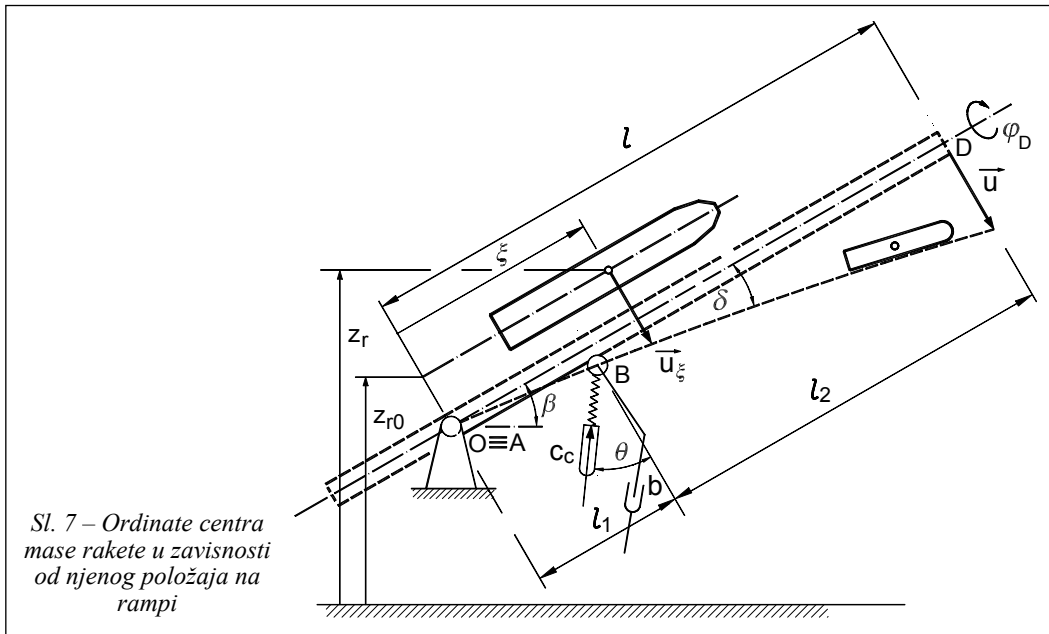 l
φD
D
u
ξ
zr
δ
uξ
B
l2
zr0
β
O≡A
cc
θ
b
l1
Sl. 7 – Ordinate centra
mase rakete u zavisnosti
od njenog položaja na
rampi